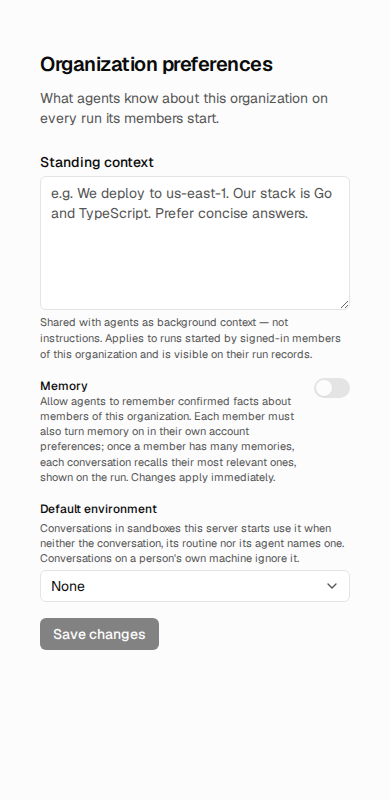 Organization preferences
What agents know about this organization on
every run its members start.
Standing context
e.g. We deploy to us-east-1. Our stack is Go
and TypeScript. Prefer concise answers.
Shared with agents as background context — not
instructions. Applies to runs started by signed-in members
of this organization and is visible on their run records.
Memory
Allow agents to remember confirmed facts about
members of this organization. Each member must
also turn memory on in their own account
preferences; once a member has many memories,
each conversation recalls their most relevant ones,
shown on the run. Changes apply immediately.
Default environment
Conversations in sandboxes this server starts use it when
neither the conversation, its routine nor its agent names one.
Conversations on a person's own machine ignore it.
None
Save changes